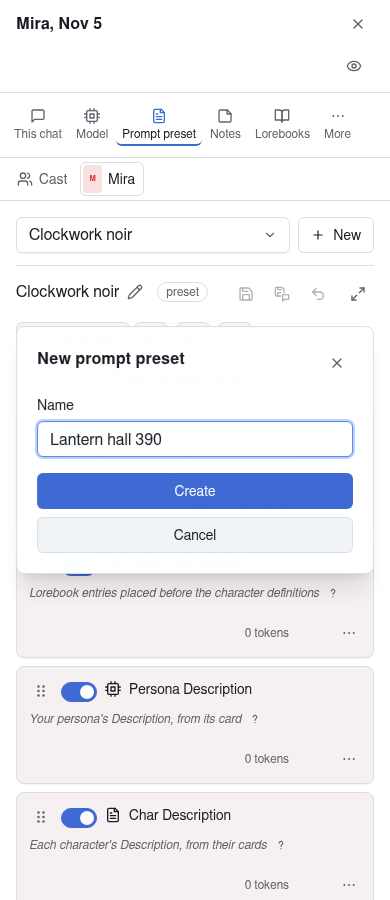 Mira, Nov 5
This chat
Model
Prompt preset
Notes
Lorebooks
More
Cast
M
Mira
Clockwork noir
New
Clockwork noir
preset
New prompt preset
Name
Lantern hall 390
Create
Cancel
Lorebook entries placed before the character definitions ?
0 tokens
Persona Description
Your persona's Description, from its card ?
0 tokens
Char Description
Each character's Description, from their cards ?
0 tokens